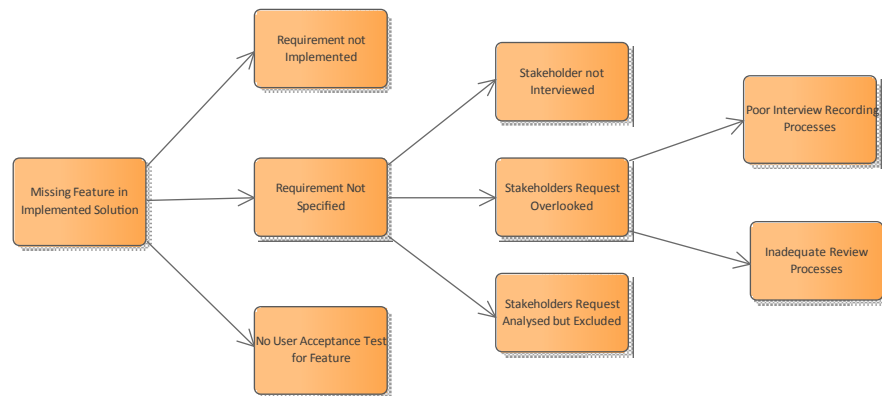 Missing Feature in
Implemented Solution
Requirement not
Implemented
Requirement Not
Specified
No User Acceptance Test
for Feature
Stakeholder not
Interviewed
Stakeholders Request
Overlooked
Stakeholders Request
Analysed but Excluded
Poor Interview Recording
Processes
Inadequate Review
Processes